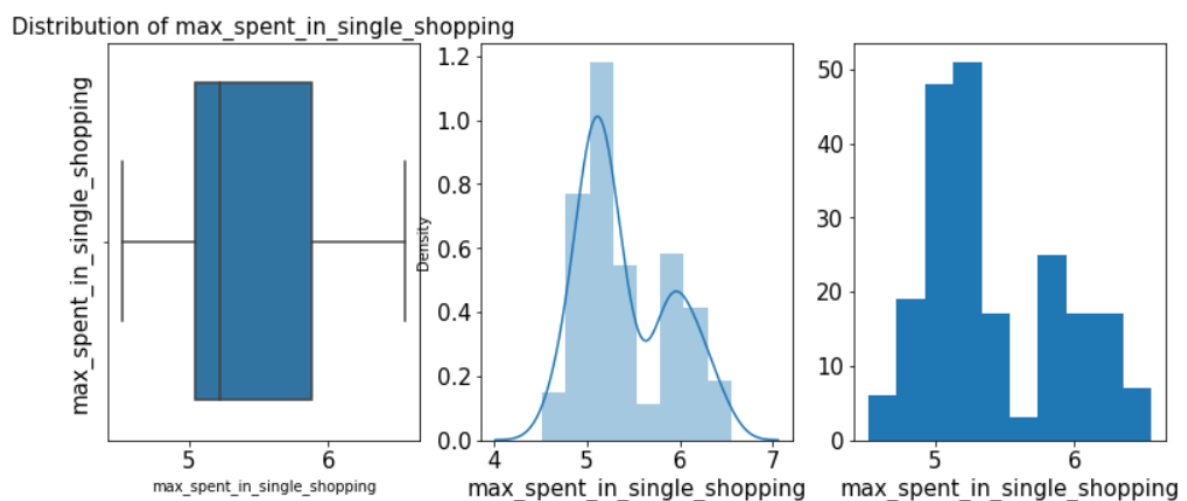 Distribution of max_spent_in_single_shopping
max_spent_in_single_shopping
5 6
max_spent_in_single_shopping
Density
1.2
1.0
0.8
0.6
0.4
0.2
0.0
4 5 6 7
max_spent_in_single_shopping
50
40
30
20
10
0
5 6
max_spent_in_single_shopping